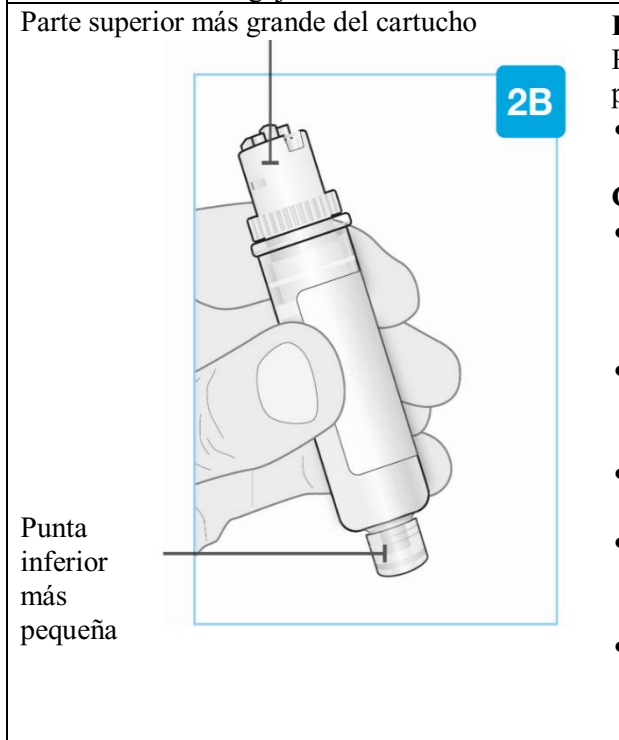 Parte superior más grande del cartucho
2B
Punta
inferior
más
pequeña